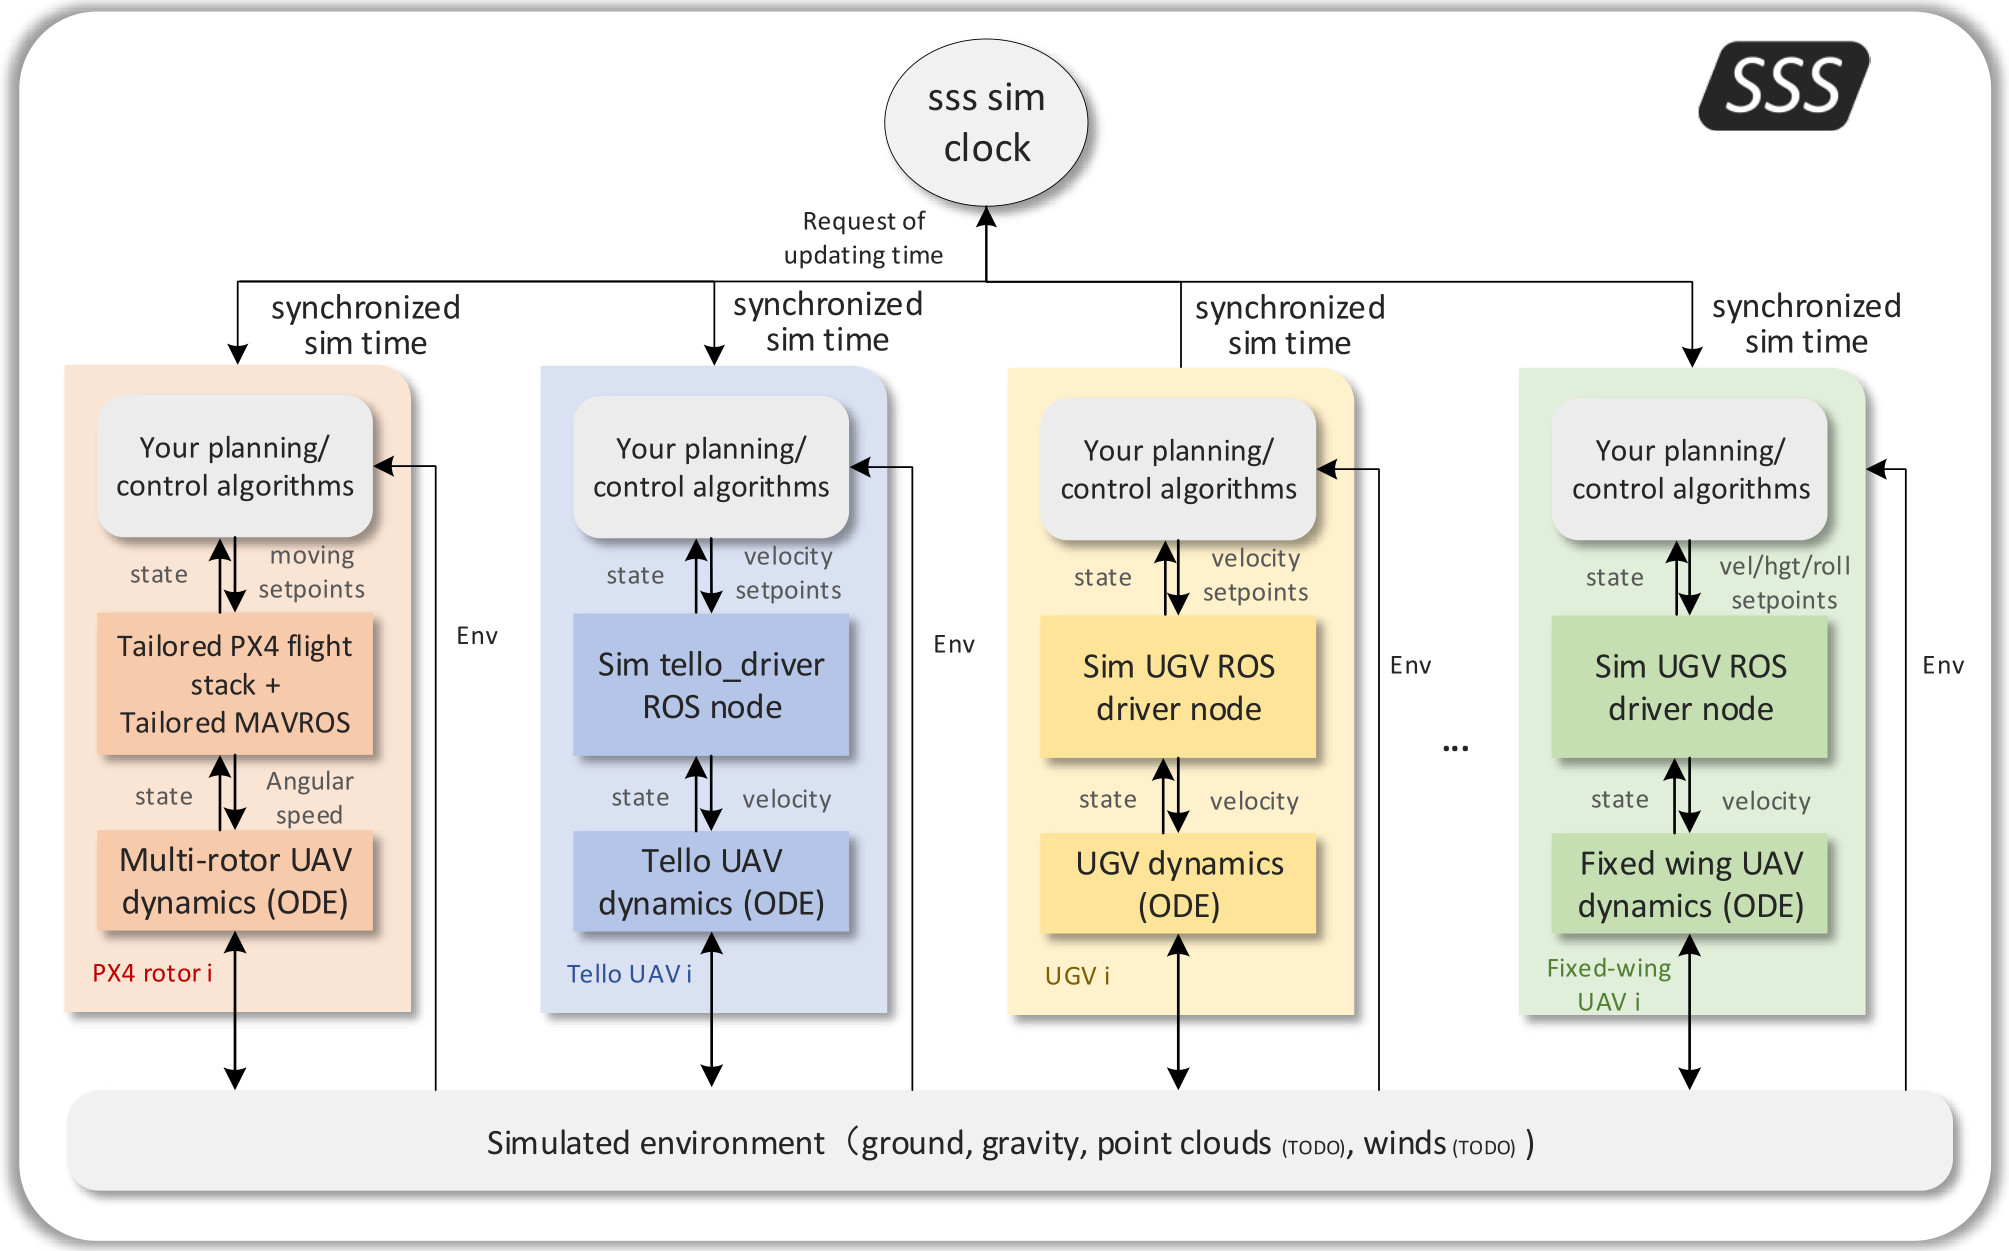 sss sim
clock
SSS
Request of
updating time
synchronized
sim time
synchronized
sim time
synchronized
sim time
synchronized
sim time
Your planning/
control algorithms
state
moving
setpoints
Tailored PX4 flight
stack +
Tailored MAVROS
state
Angular
speed
Multi-rotor UAV
dynamics (ODE)
PX4 rotor i
Env
Your planning/
control algorithms
state
velocity
setpoints
Sim tello_driver
ROS node
state
velocity
Tello UAV
dynamics (ODE)
Tello UAV i
Env
Your planning/
control algorithms
state
velocity
setpoints
Sim UGV ROS
driver node
state
velocity
UGV dynamics
(ODE)
UGV i
Env
...
Your planning/
control algorithms
state
vel/hgt/roll
setpoints
Sim UGV ROS
driver node
state
velocity
Fixed wing UAV
dynamics (ODE)
Fixed-wing
UAV i
Env
Simulated environment（ground, gravity, point clouds (TODO), winds (TODO) )